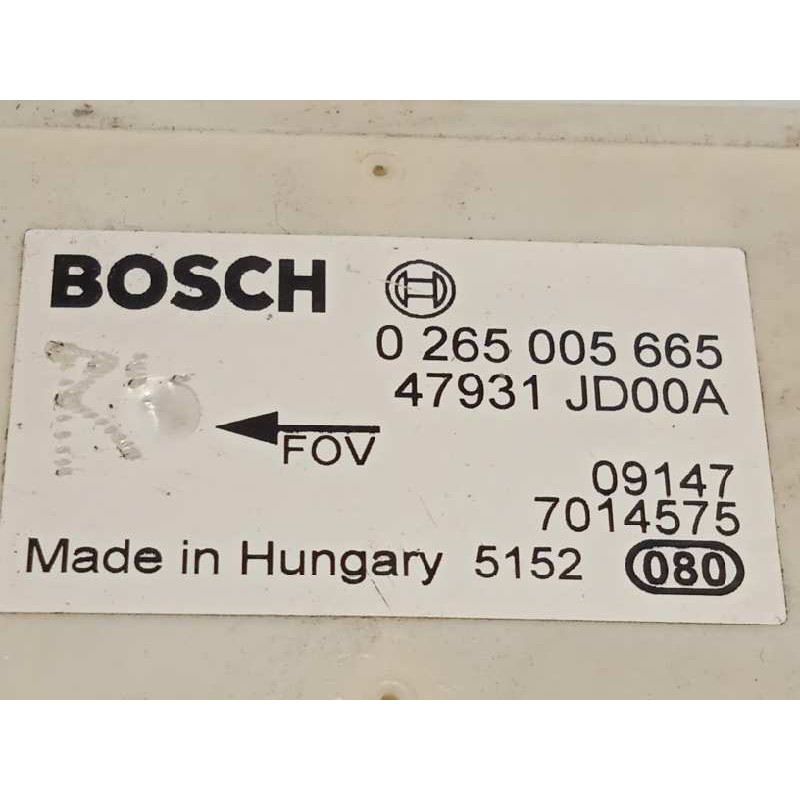 BOSCH
0 265 005 665
47931 JD00A
FOV
09147
7014575
Made in Hungary 5152 080